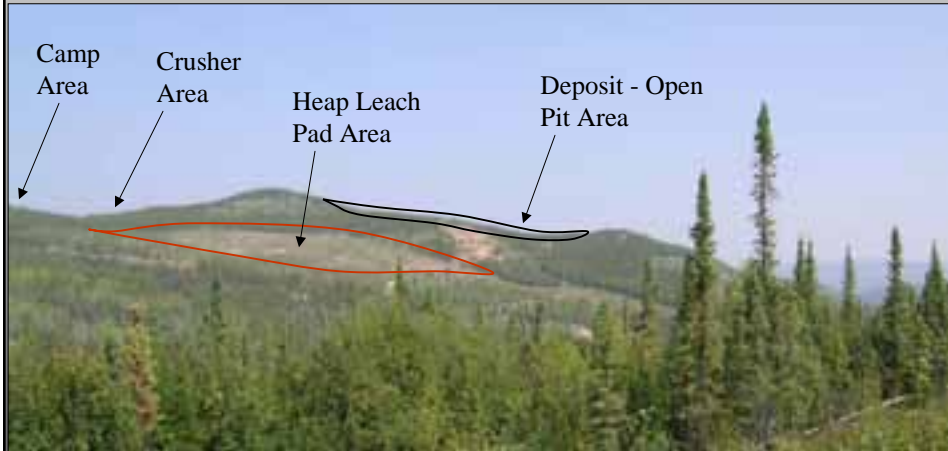 Camp
Area
Crusher
Area
Heap Leach
Pad Area
Deposit - Open
Pit Area